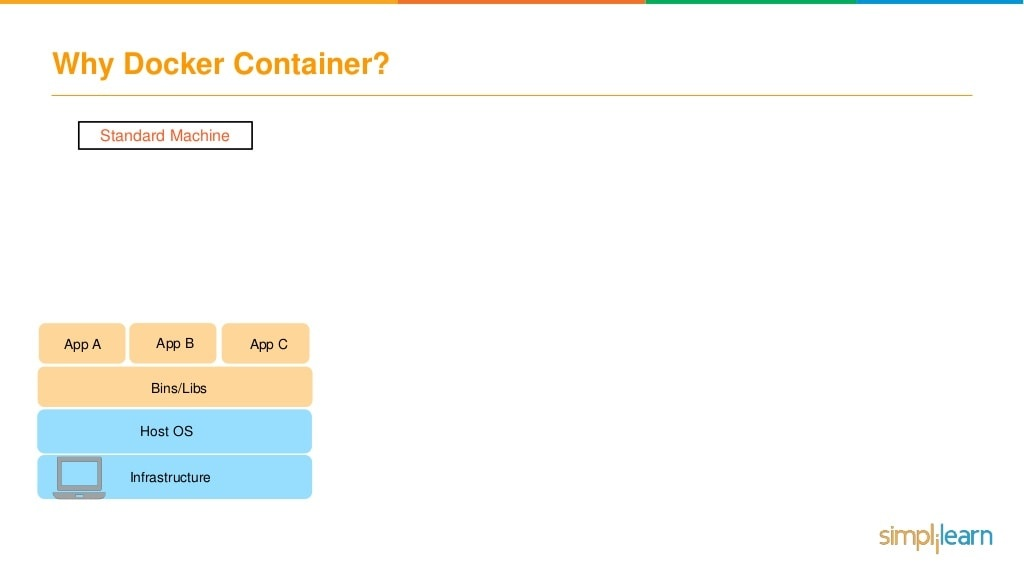 Why Docker Container?
Standard Machine
App A App B App C
Bins/Libs
Host OS
Infrastructure
simplilearn